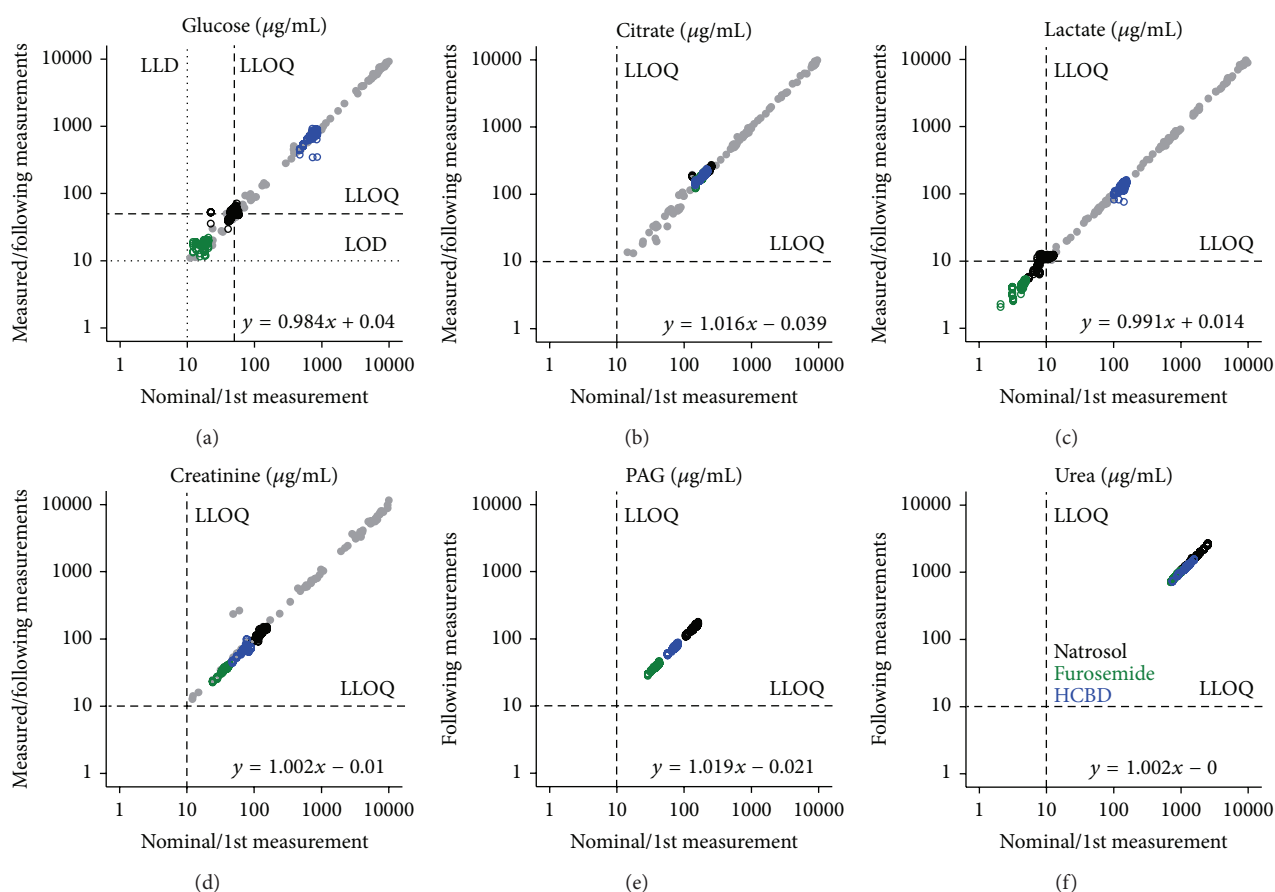 Glucose (μg/mL)
Measured/following measurements
10000
1000
100
10
1
LLD
LLOQ
LLOQ
LOD
y = 0.984x + 0.04
1 10 100 1000 10000
Nominal/1st measurement
(a)
Citrate (μg/mL)
Measured/following measurements
10000
1000
100
10
1
LLOQ
LLOQ
y = 1.016x − 0.039
1 10 100 1000 10000
Nominal/1st measurement
(b)
Lactate (μg/mL)
Measured/following measurements
10000
1000
100
10
1
LLOQ
LLOQ
y = 0.991x + 0.014
1 10 100 1000 10000
Nominal/1st measurement
(c)
Creatinine (μg/mL)
Measured/following measurements
10000
1000
100
10
1
LLOQ
LLOQ
y = 1.002x − 0.01
1 10 100 1000 10000
Nominal/1st measurement
(d)
PAG (μg/mL)
Following measurements
10000
1000
100
10
1
LLOQ
LLOQ
y = 1.019x − 0.021
1 10 100 1000 10000
Nominal/1st measurement
(e)
Urea (μg/mL)
Following measurements
10000
1000
100
10
1
LLOQ
Natrosol
Furosemide
HCBD
LLOQ
y = 1.002x − 0
1 10 100 1000 10000
Nominal/1st measurement
(f)